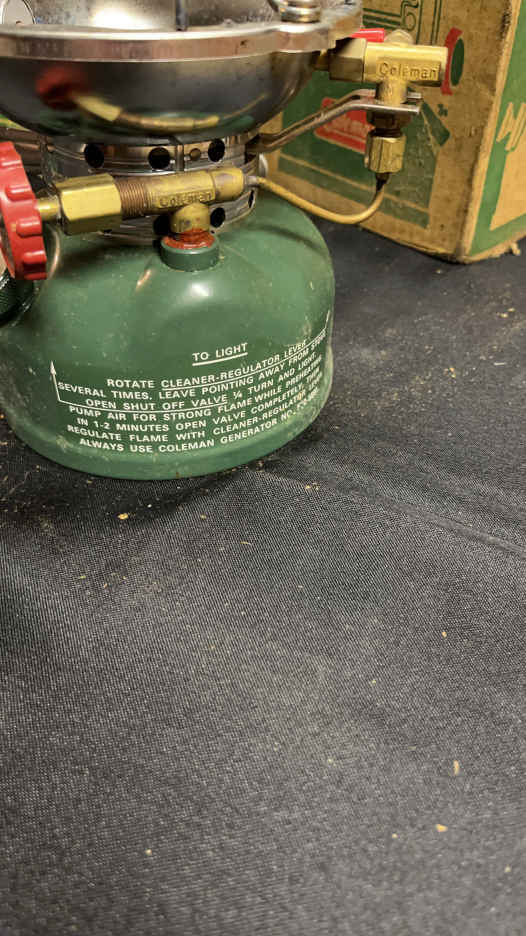 Coleman
Coleman
TO LIGHT
ROTATE CLEANER-REGULATOR LEVER
SEVERAL TIMES, LEAVE POINTING AWAY FROM
OPEN SHUT OFF VALVE ¼ TURN AND LIGHT.
PUMP AIR FOR STRONG FLAME WHILE PREHEATING
IN 1-2 MINUTES OPEN VALVE COMPLETELY,
REGULATE FLAME WITH CLEANER-REGULATOR
ALWAYS USE COLEMAN GENERATOR NO.